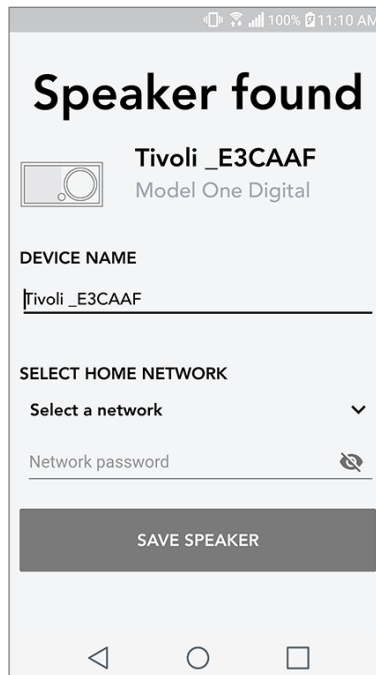 100% 11:10 AM
Speaker found
Tivoli _E3CAAF
Model One Digital
DEVICE NAME
Tivoli _E3CAAF
SELECT HOME NETWORK
Select a network
Network password
SAVE SPEAKER